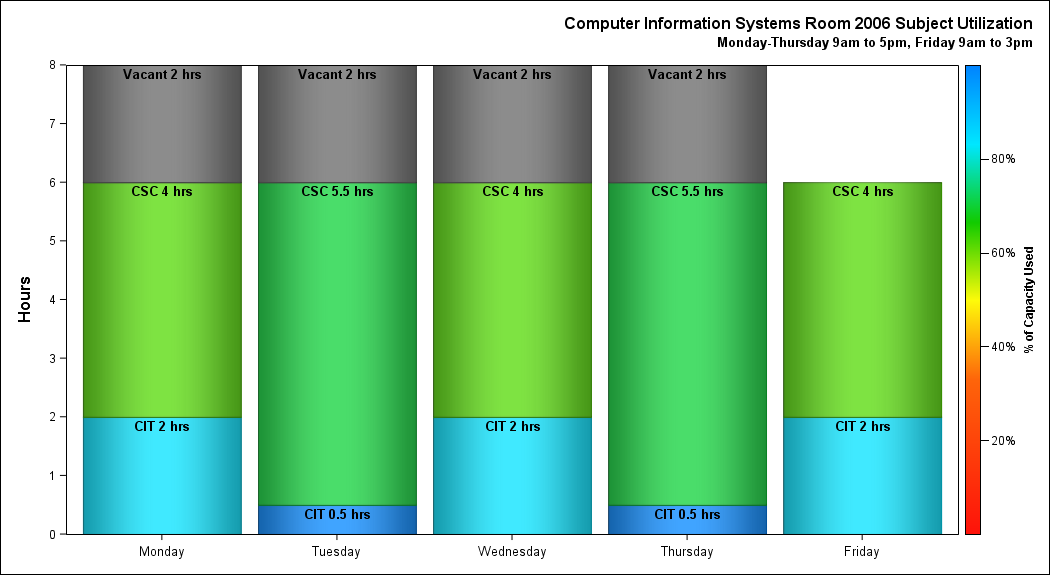 Computer Information Systems Room 2006 Subject Utilization
Monday-Thursday 9am to 5pm, Friday 9am to 3pm
8
7
6
5
4
3
2
1
0
Hours
Vacant 2 hrs
Vacant 2 hrs
Vacant 2 hrs
Vacant 2 hrs
CSC 4 hrs
CSC 5.5 hrs
CSC 4 hrs
CSC 5.5 hrs
CSC 4 hrs
CIT 2 hrs
CIT 0.5 hrs
CIT 2 hrs
CIT 0.5 hrs
CIT 2 hrs
Monday
Tuesday
Wednesday
Thursday
Friday
80%
60%
40%
20%
% of Capacity Used